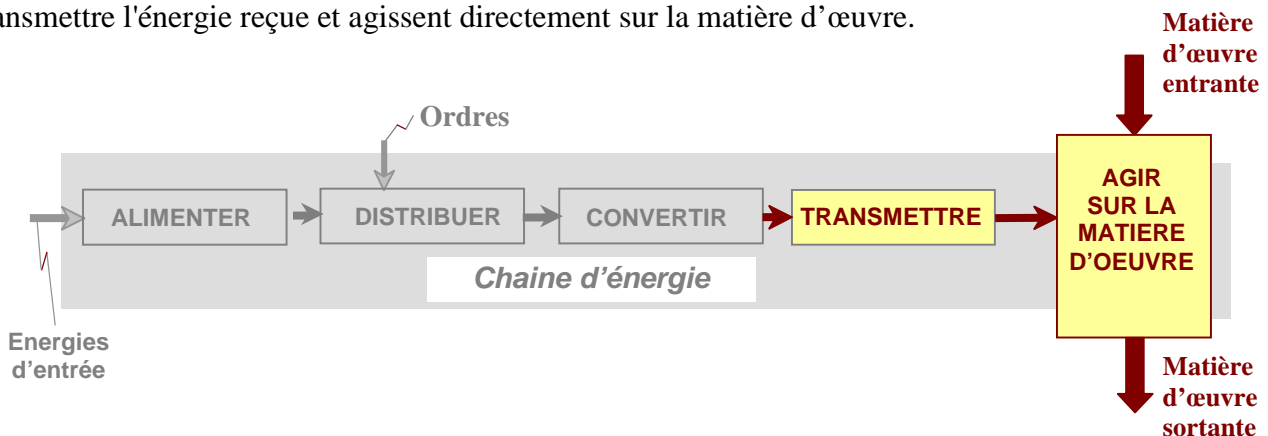 ansmettre l'énergie reçue et agissent directement sur la matière d’œuvre.
Matière
d’œuvre
entrante
Ordres
ALIMENTER
DISTRIBUER
CONVERTIR
TRANSMETTRE
AGIR
SUR LA
MATIERE
D’OEUVRE
Chaine d’énergie
Energies
d’entrée
Matière
d’œuvre
sortante